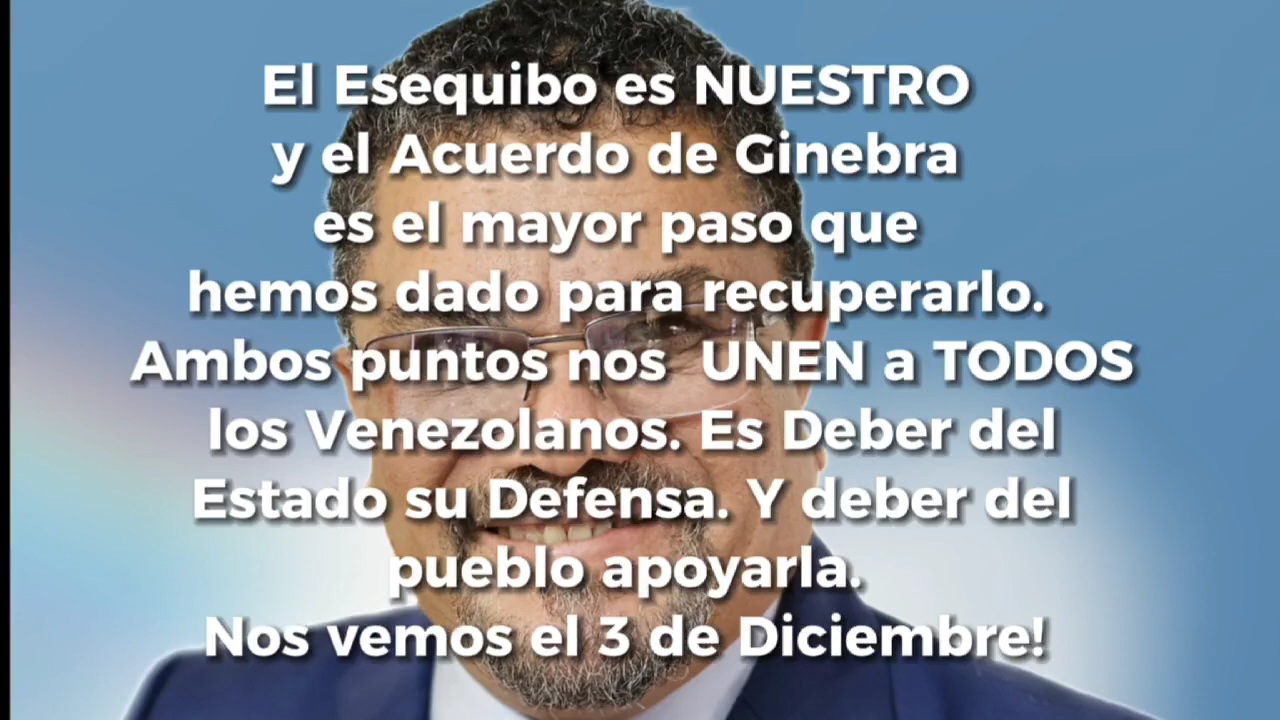 El Esequibo es NUESTRO
y el Acuerdo de Ginebra
es el mayor paso que
hemos dado para recuperarlo.
Ambos puntos nos UNEN a TODOS
los Venezolanos. Es Deber del
Estado su Defensa. Y deber del
pueblo apoyarla.
Nos vemos el 3 de Diciembre!